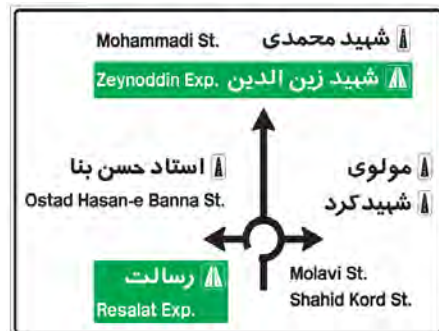 شهید محمدی Mohammadi St.
شهید زین الدین Zeynoddin Exp.
استاد حسن بنا
Ostad Hasan-e Banna St.
مولوی
شهید کرد
رسالت
Resalat Exp.
Molavi St.
Shahid Kord St.